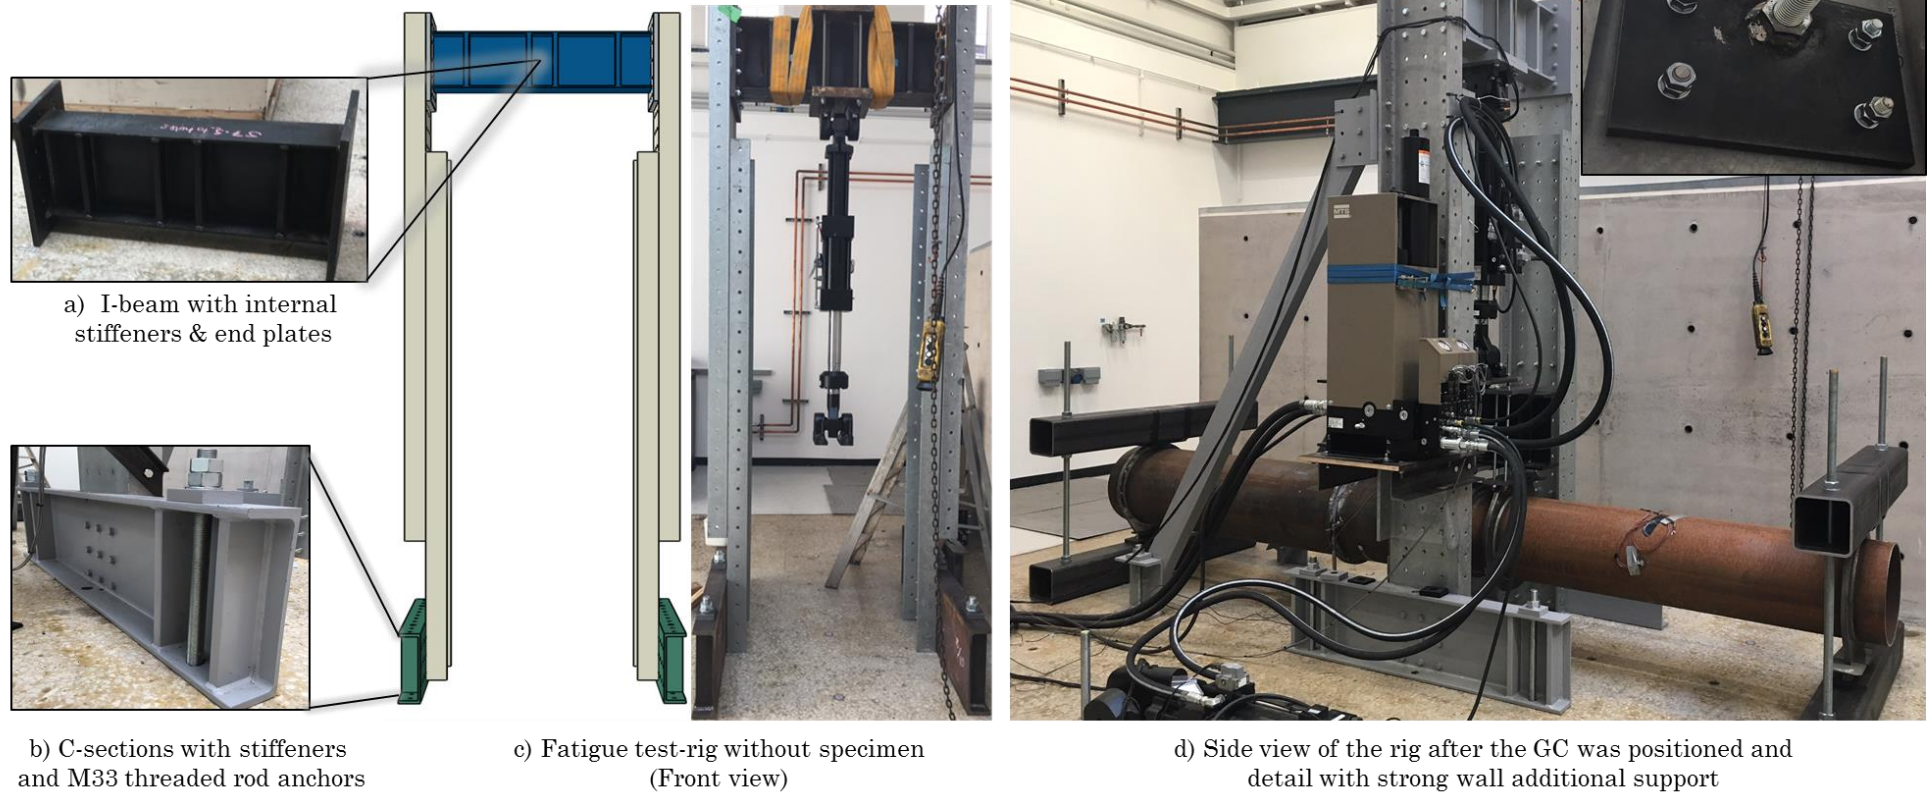 MTS
a) I-beam with internal
stiffeners & end plates
b) C-sections with stiffeners
and M33 threaded rod anchors
c) Fatigue test-rig without specimen
(Front view)
d) Side view of the rig after the GC was positioned and
detail with strong wall additional support